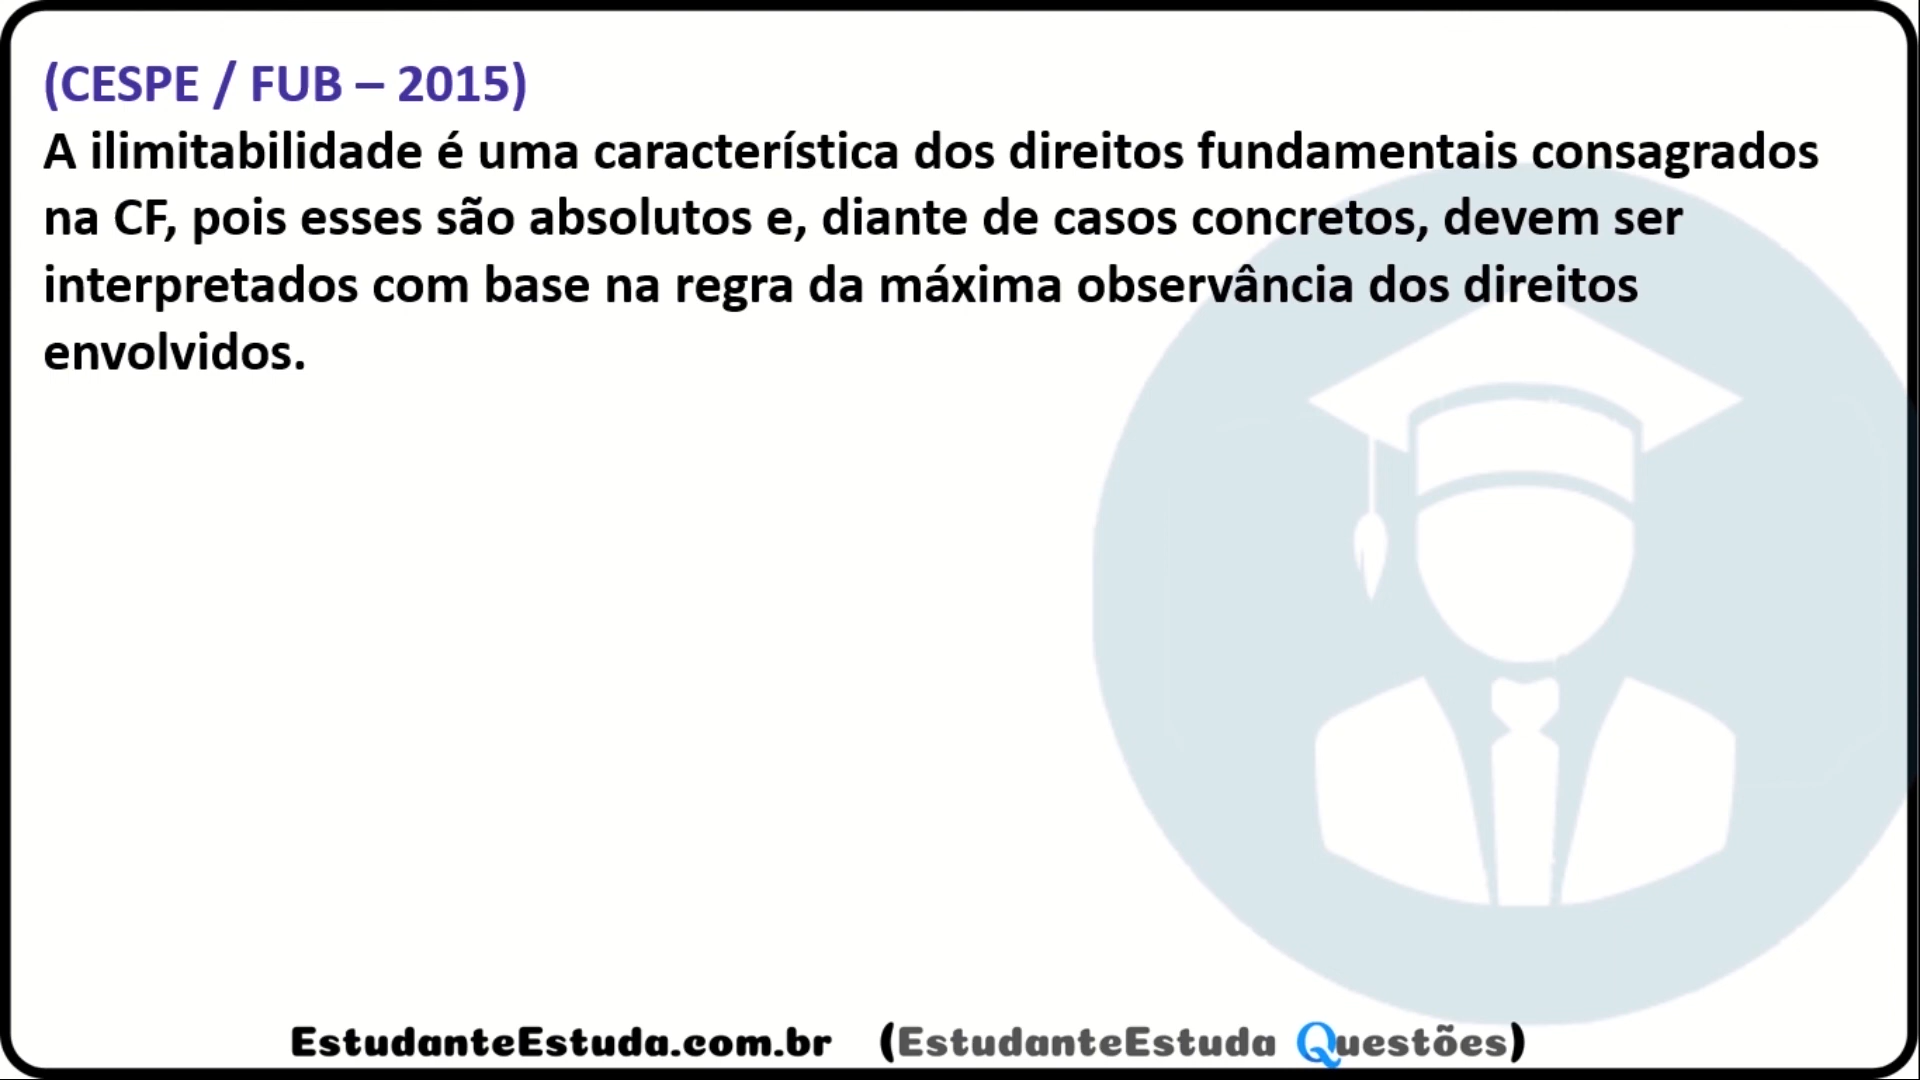 (CESPE / FUB – 2015)
A ilimitabilidade é uma característica dos direitos fundamentais consagrados
na CF, pois esses são absolutos e, diante de casos concretos, devem ser
interpretados com base na regra da máxima observância dos direitos
envolvidos.
EstudanteEstuda.com.br (EstudanteEstuda Questões)